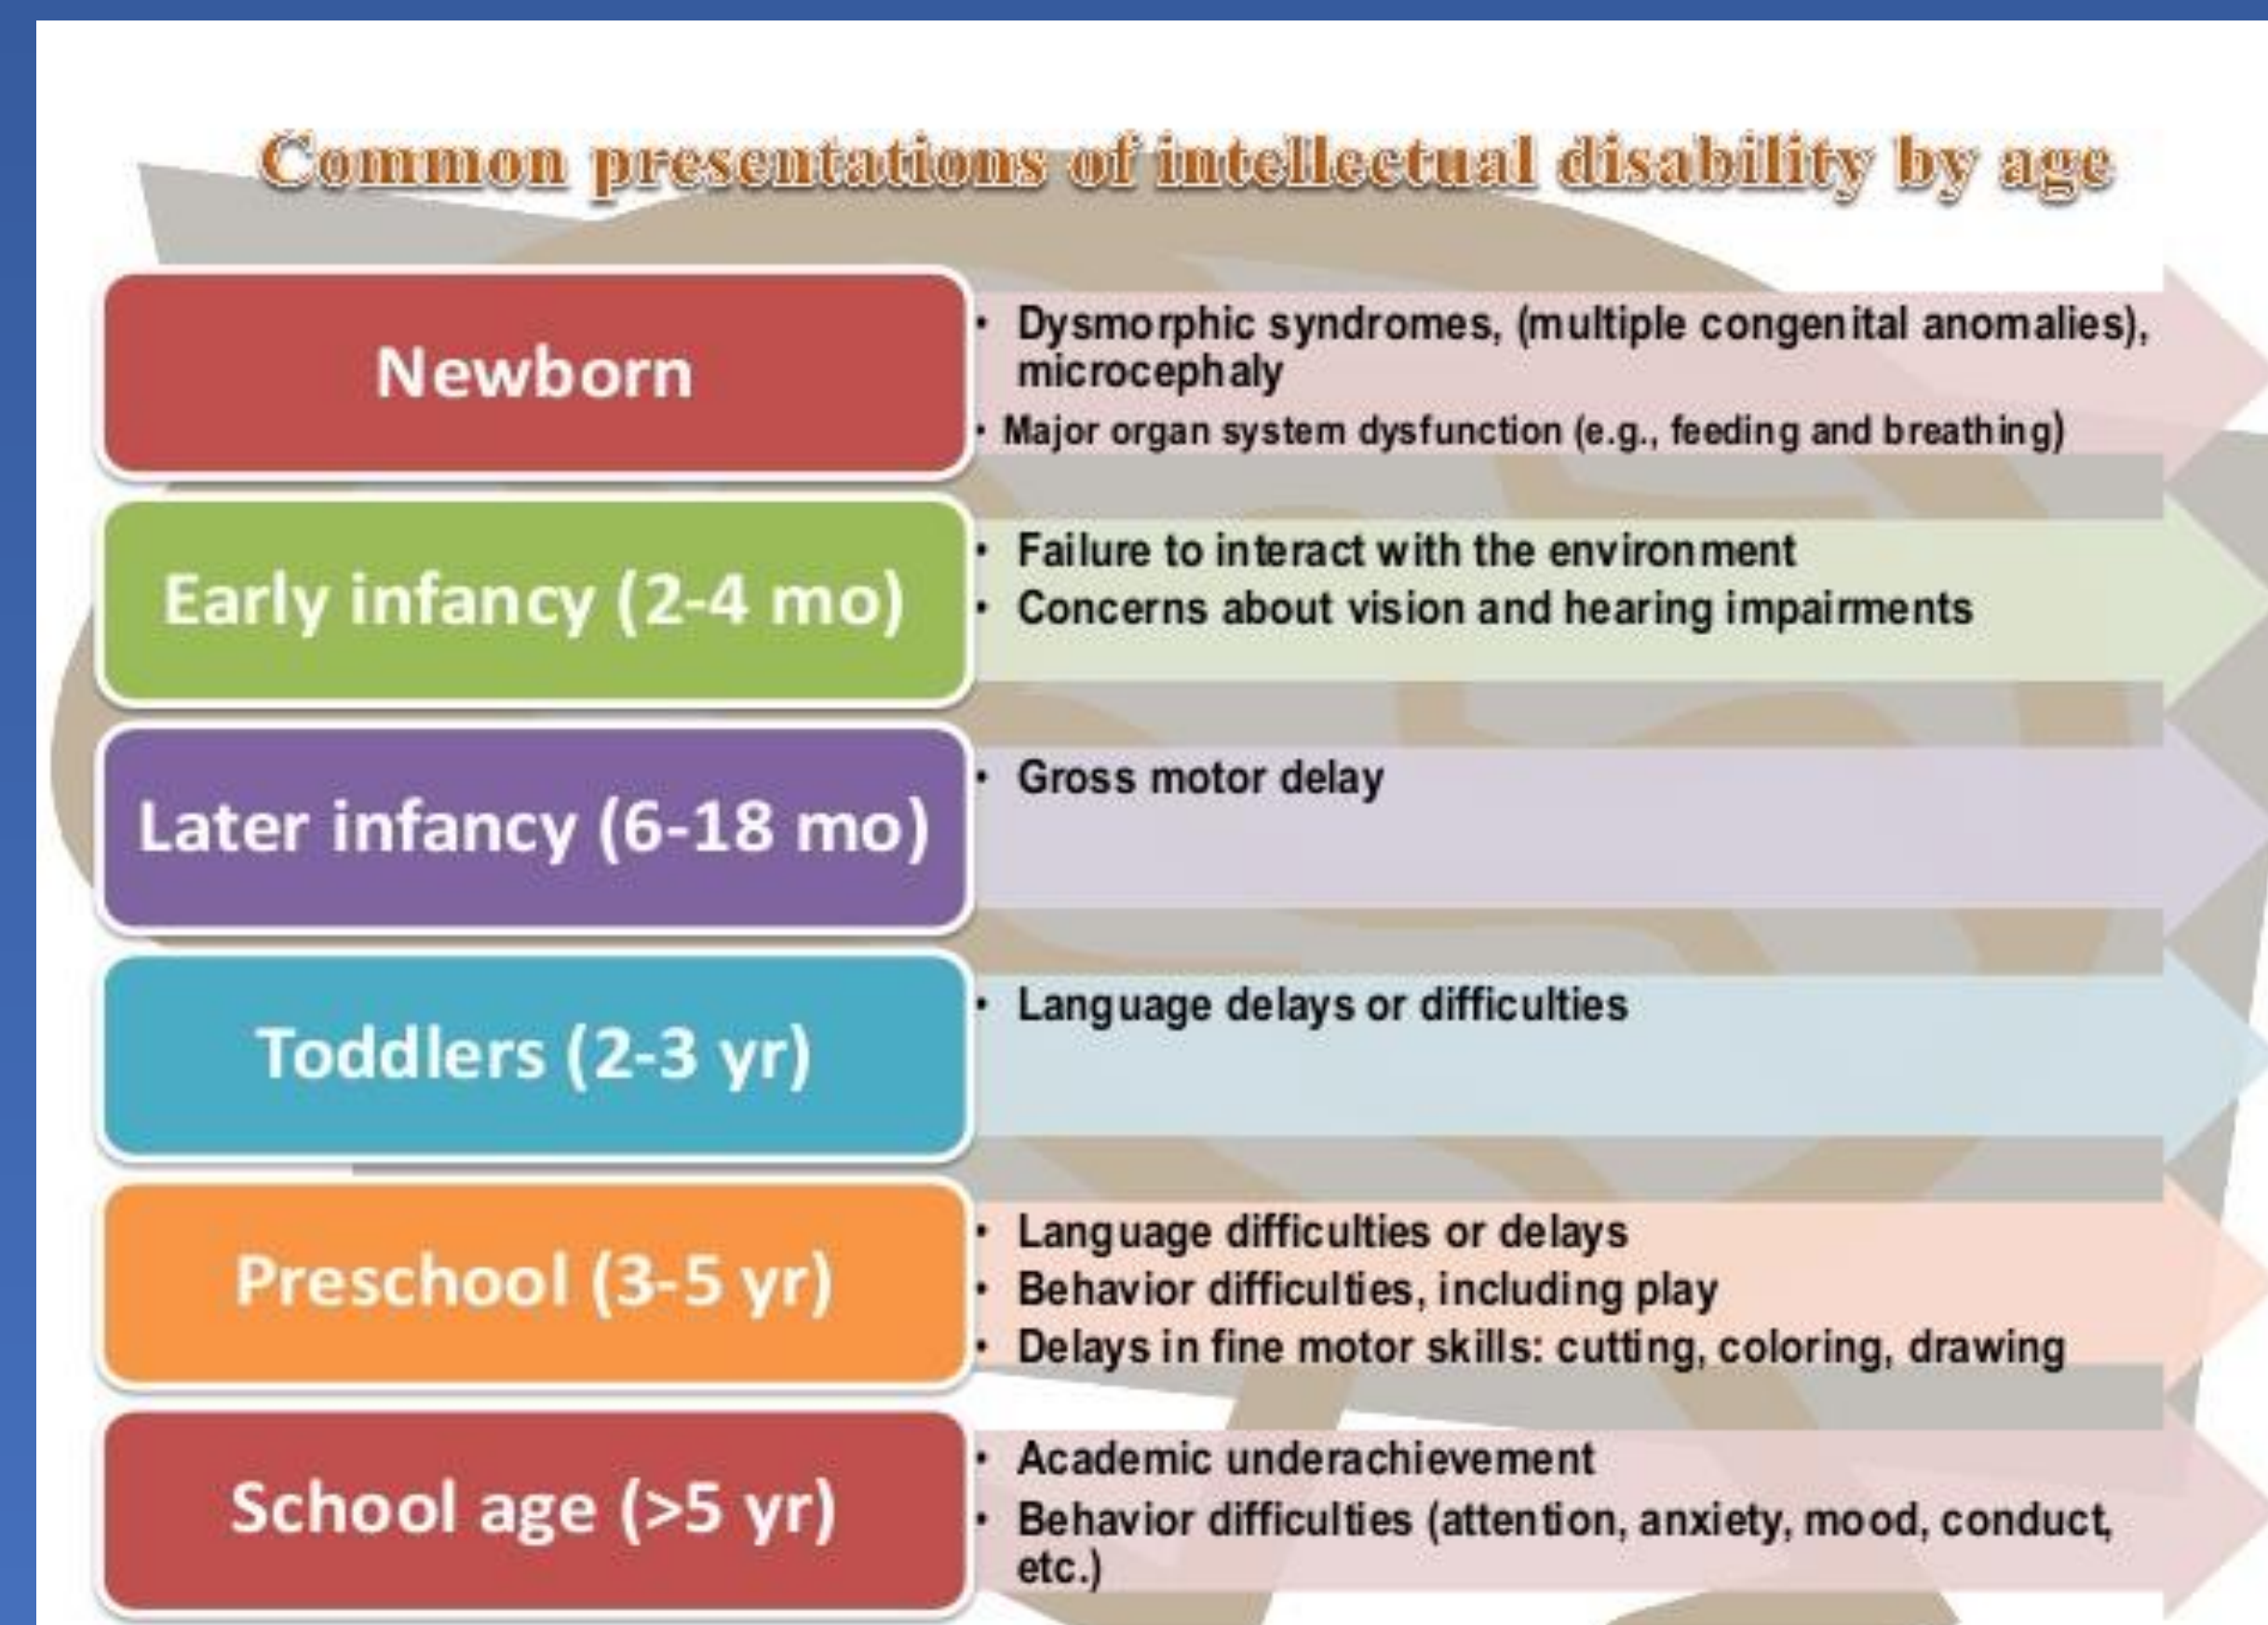 Common presentations of intellectual disability by age
Newborn
• Dysmorphic syndromes, (multiple congenital anomalies),
microcephaly
• Major organ system dysfunction (e.g., feeding and breathing)
Early infancy (2-4 mo)
• Failure to interact with the environment
• Concerns about vision and hearing impairments
Later infancy (6-18 mo)
• Gross motor delay
Toddlers (2-3 yr)
• Language delays or difficulties
Preschool (3-5 yr)
• Language difficulties or delays
• Behavior difficulties, including play
• Delays in fine motor skills: cutting, coloring, drawing
School age (>5 yr)
• Academic underachievement
• Behavior difficulties (attention, anxiety, mood, conduct,
etc.)